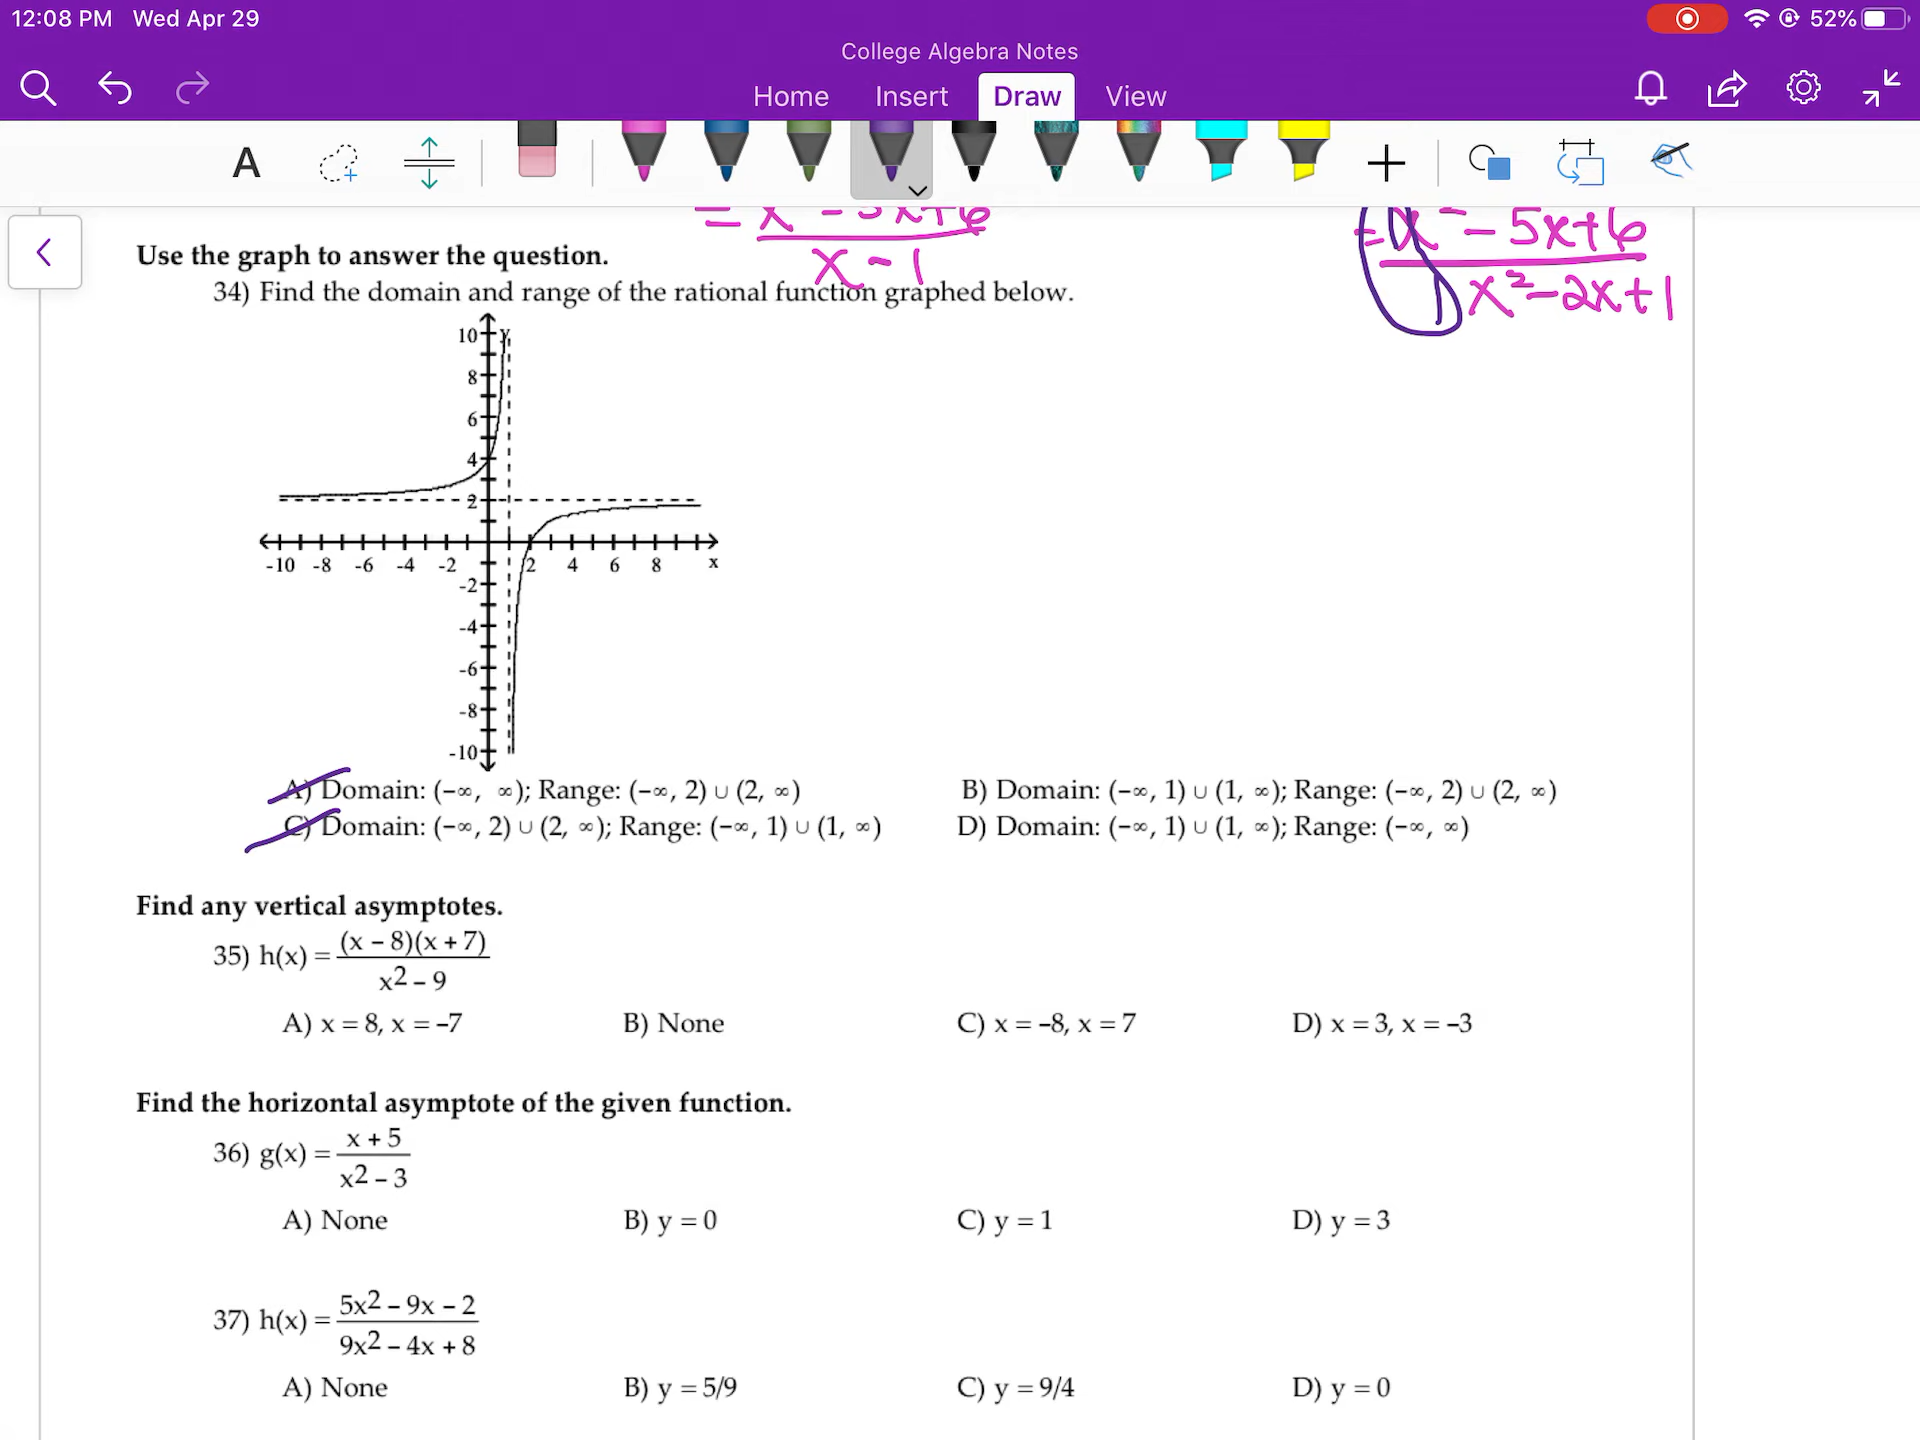 12:08 PM Wed Apr 29
52%
College Algebra Notes
Home Insert Draw View
A
= x - 5x+6
x - 1
= x² - 5x+6
x²-2x+1
Use the graph to answer the question.
34) Find the domain and range of the rational function graphed below.
10 y
8
6
4
2
-10 -8 -6 -4 -2 2 4 6 8 x
-2
-4
-6
-8
-10
A) Domain: (-∞, ∞); Range: (-∞, 2) ∪ (2, ∞)
B) Domain: (-∞, 1) ∪ (1, ∞); Range: (-∞, 2) ∪ (2, ∞)
C) Domain: (-∞, 2) ∪ (2, ∞); Range: (-∞, 1) ∪ (1, ∞)
D) Domain: (-∞, 1) ∪ (1, ∞); Range: (-∞, ∞)
Find any vertical asymptotes.
35) h(x) = (x - 8)(x + 7)
x2 - 9
A) x = 8, x = -7 B) None C) x = -8, x = 7 D) x = 3, x = -3
Find the horizontal asymptote of the given function.
36) g(x) = x + 5
x2 - 3
A) None B) y = 0 C) y = 1 D) y = 3
37) h(x) = 5x2 - 9x - 2
9x2 - 4x + 8
A) None B) y = 5/9 C) y = 9/4 D) y = 0